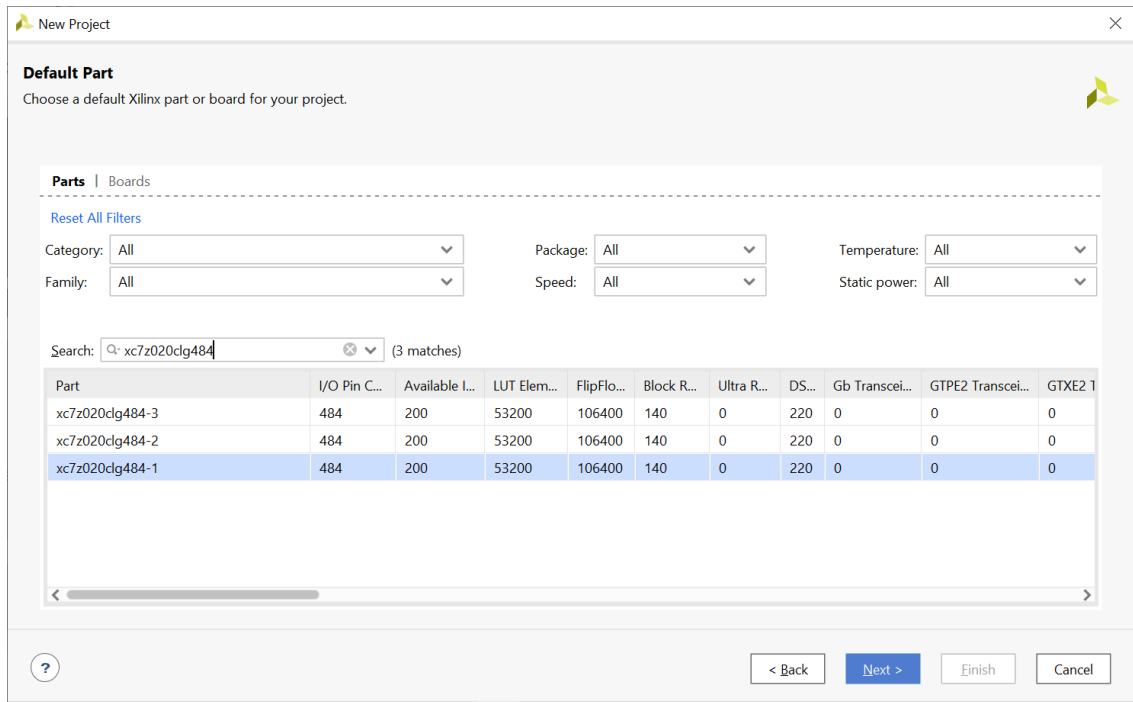 New Project
Default Part
Choose a default Xilinx part or board for your project.
Parts | Boards
Reset All Filters
Category: All Package: All Temperature: All
Family: All Speed: All Static power: All
Search: xc7z020clg484 (3 matches)
Part I/O Pin C... Available I... LUT Elem... FlipFlo... Block R... Ultra R... DS... Gb Transcei... GTPE2 Transcei... GTXE2 T
xc7z020clg484-3 484 200 53200 106400 140 0 220 0 0 0
xc7z020clg484-2 484 200 53200 106400 140 0 220 0 0 0
xc7z020clg484-1 484 200 53200 106400 140 0 220 0 0 0
? < Back Next > Finish Cancel